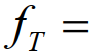 f_T =